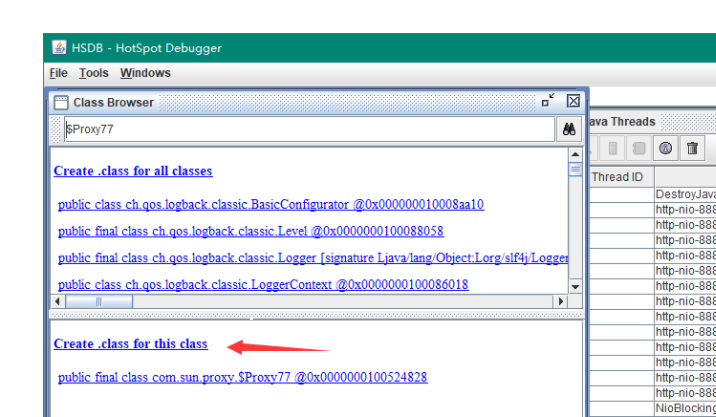 HSDB - HotSpot Debugger
File Tools Windows
Class Browser
$Proxy77
Create .class for all classes
public class ch.qos.logback.classic.BasicConfigurator @0x000000010008aa10
public final class ch.qos.logback.classic.Level @0x0000000100088058
public final class ch.qos.logback.classic.Logger [signature Ljava/lang/Object;Lorg/slf4j/Logger
public class ch.qos.logback.classic.LoggerContext @0x0000000100086018
Create .class for this class
public final class com.sun.proxy.$Proxy77 @0x0000000100524828
ava Threads
Thread ID
DestroyJava
http-nio-888
http-nio-888
http-nio-888
http-nio-888
http-nio-888
http-nio-888
http-nio-888
http-nio-888
http-nio-888
http-nio-888
http-nio-888
http-nio-888
http-nio-888
NioBlocking